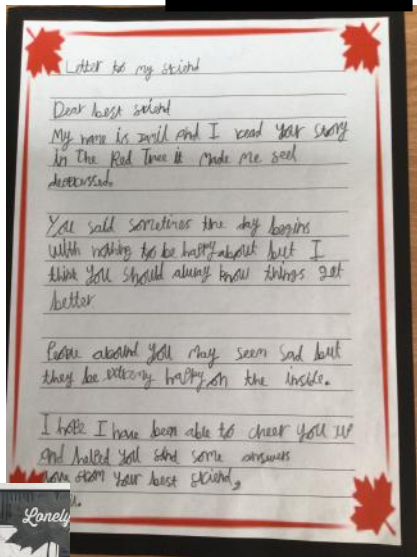 Letter to my friend
Dear best friend
My name is and I read your story
in The Red Tree it made me feel
depressed.
You said sometimes the day begins
with nothing to be happy about but I
think you should alway know things get
better
People around you may seem sad but
they be extremy happy on the inside.
I hope I have been able to cheer you up
and helped you find some answers
love from your best friend,
Lonely